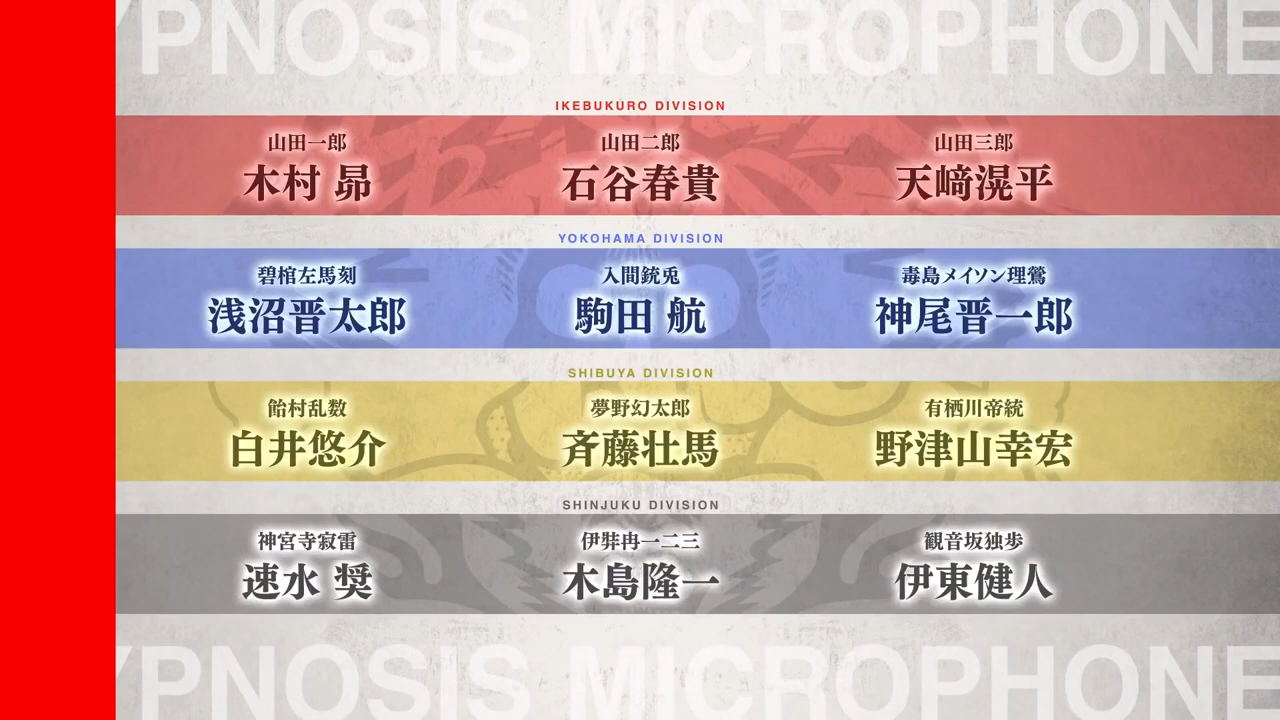 YPNOSIS MICROPHONE
IKEBUKURO DIVISION
山田一郎 山田二郎 山田三郎
木村 昴 石谷春貴 天﨑滉平
YOKOHAMA DIVISION
碧棺左馬刻 入間銃兎 毒島メイソン理鶯
浅沼晋太郎 駒田 航 神尾晋一郎
SHIBUYA DIVISION
飴村乱数 夢野幻太郎 有栖川帝統
白井悠介 斉藤壮馬 野津山幸宏
SHINJUKU DIVISION
神宮寺寂雷 伊弉冉一二三 観音坂独歩
速水 奨 木島隆一 伊東健人
YPNOSIS MICROPHONE